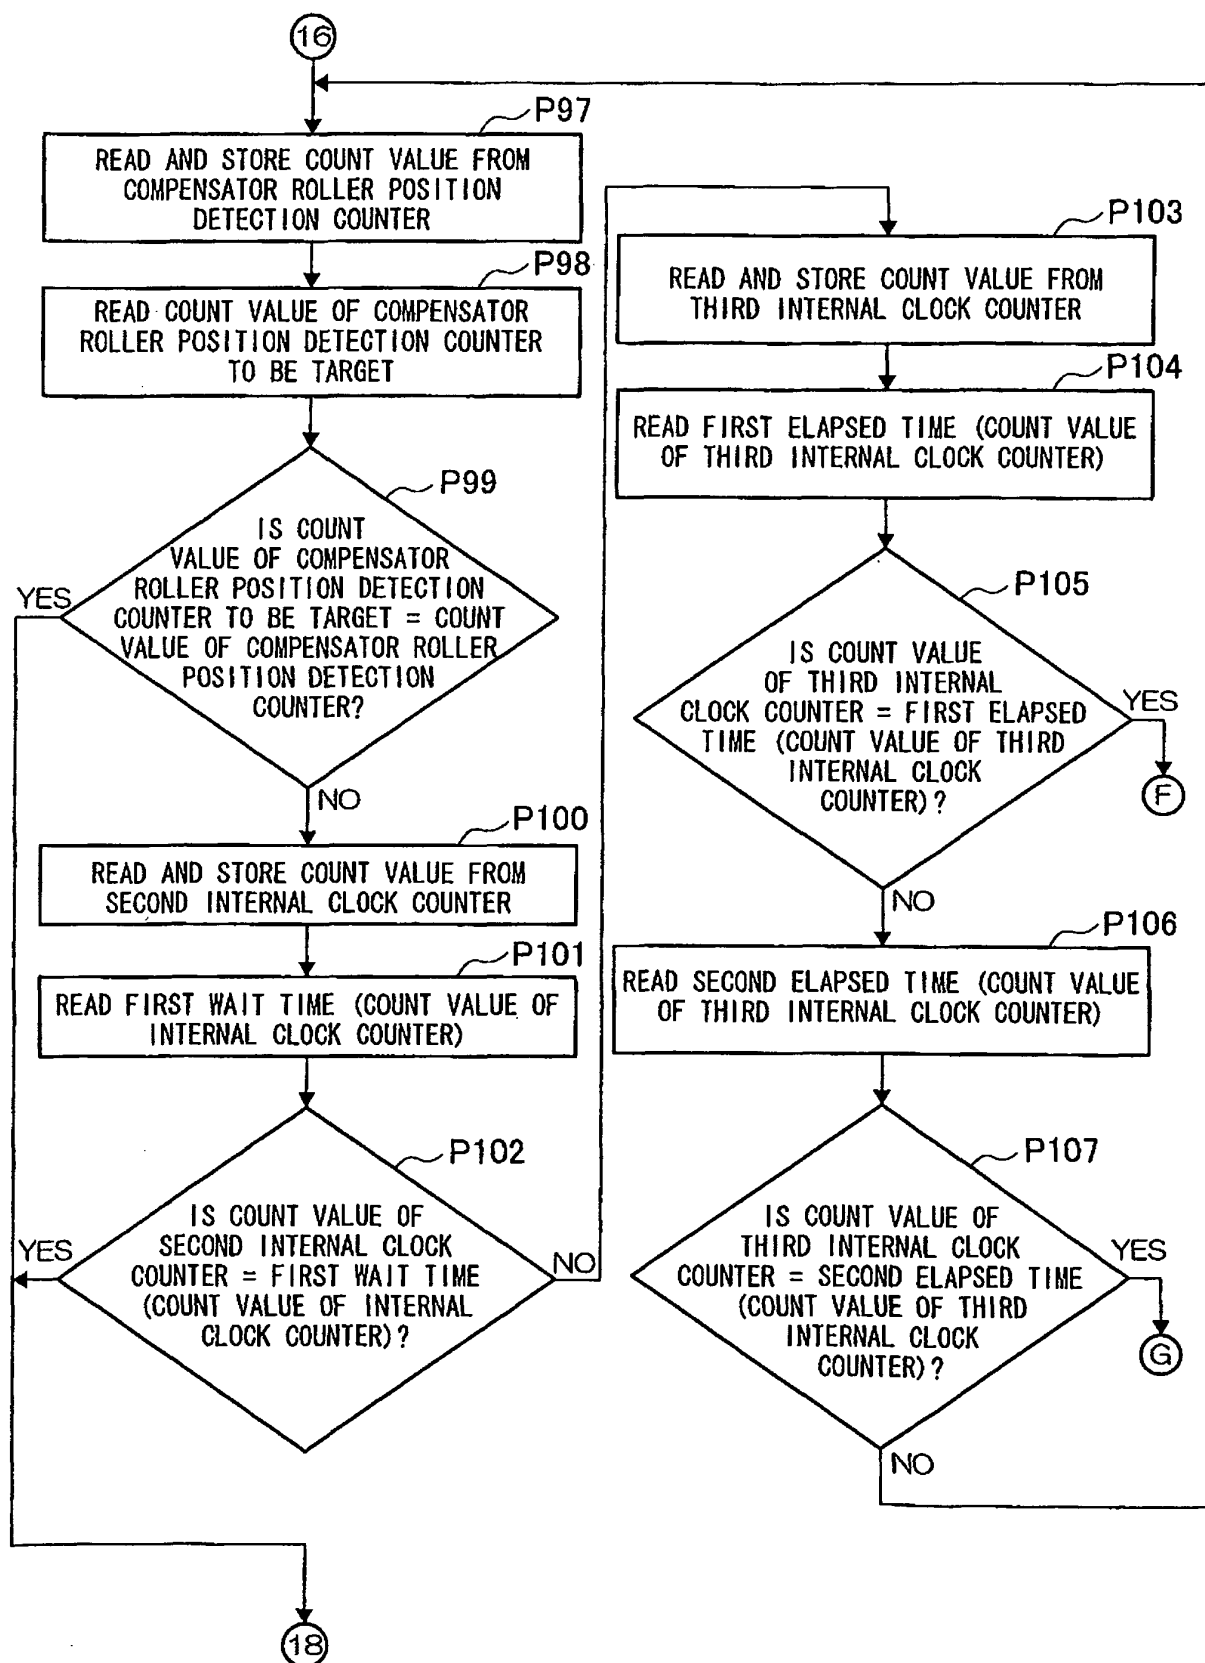 16
P97
READ AND STORE COUNT VALUE FROM
COMPENSATOR ROLLER POSITION
DETECTION COUNTER
P98
READ COUNT VALUE OF COMPENSATOR
ROLLER POSITION DETECTION COUNTER
TO BE TARGET
P99
IS COUNT
VALUE OF COMPENSATOR
ROLLER POSITION DETECTION
COUNTER TO BE TARGET = COUNT
VALUE OF COMPENSATOR ROLLER
POSITION DETECTION
COUNTER?
YES
NO
P100
READ AND STORE COUNT VALUE FROM
SECOND INTERNAL CLOCK COUNTER
P101
READ FIRST WAIT TIME (COUNT VALUE OF
INTERNAL CLOCK COUNTER)
P102
IS COUNT VALUE OF
SECOND INTERNAL CLOCK
COUNTER = FIRST WAIT TIME
(COUNT VALUE OF INTERNAL
CLOCK COUNTER)?
YES
NO
18
P103
READ AND STORE COUNT VALUE FROM
THIRD INTERNAL CLOCK COUNTER
P104
READ FIRST ELAPSED TIME (COUNT VALUE
OF THIRD INTERNAL CLOCK COUNTER)
P105
IS COUNT VALUE
OF THIRD INTERNAL
CLOCK COUNTER = FIRST ELAPSED
TIME (COUNT VALUE OF THIRD
INTERNAL CLOCK
COUNTER)?
YES
F
NO
P106
READ SECOND ELAPSED TIME (COUNT VALUE
OF THIRD INTERNAL CLOCK COUNTER)
P107
IS COUNT VALUE OF
THIRD INTERNAL CLOCK
COUNTER = SECOND ELAPSED TIME
(COUNT VALUE OF THIRD
INTERNAL CLOCK
COUNTER)?
YES
G
NO